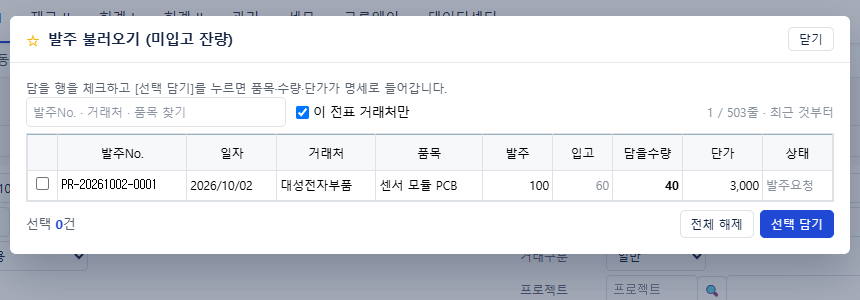 발주 불러오기 (미입고 잔량)
닫기
담을 행을 체크하고 [선택 담기]를 누르면 품목·수량·단가가 명세로 들어갑니다.
발주No. · 거래처 · 품목 찾기
이 전표 거래처만
1 / 503줄 · 최근 것부터
발주No. 일자 거래처 품목 발주 입고 담을수량 단가 상태
PR-20261002-0001 2026/10/02 대성전자부품 센서 모듈 PCB 100 60 40 3,000 발주요청
선택 0건
전체 해제
선택 담기
거래구분 일반
프로젝트 프로젝트